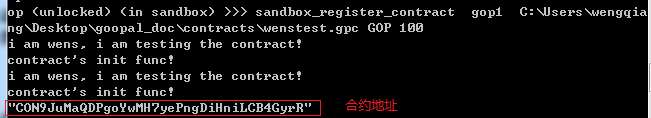 op (unlocked) (in sandbox) >>> sandbox_register_contract  gop1  C:\Users\wengqia
ng\Desktop\goopal_doc\contracts\wenstest.gpc GOP 100
i am wens, i am testing the contract!
contract's init func!
i am wens, i am testing the contract!
contract's init func!
"CON9JuMaQDPgoYwMH7yePngDiHniLCB4GyrR" 合约地址